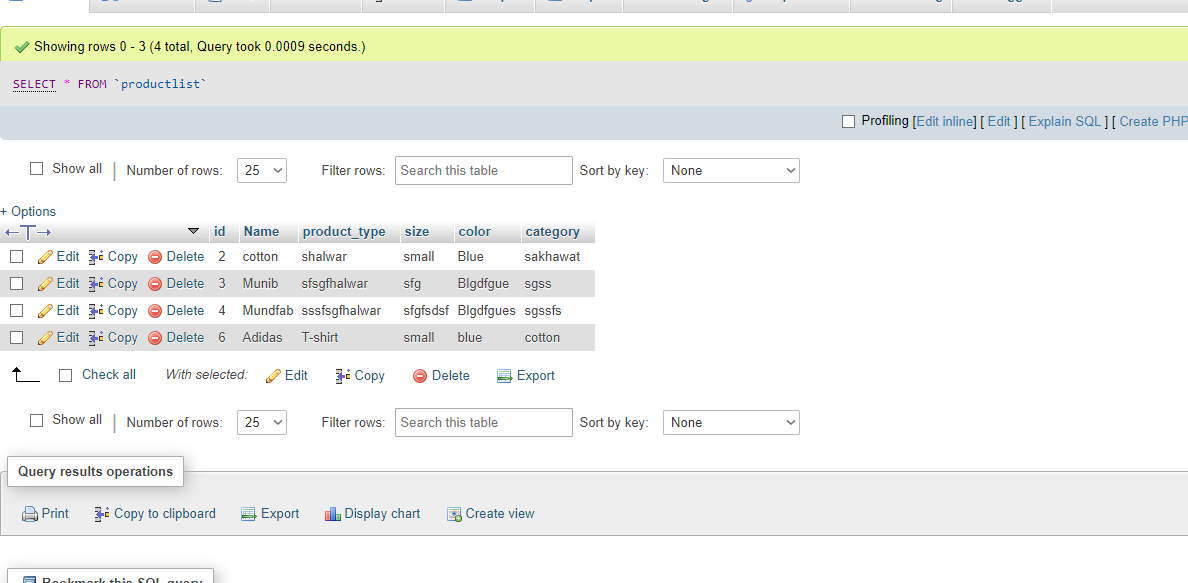 Showing rows 0 - 3 (4 total, Query took 0.0009 seconds.)
SELECT * FROM `productlist`
Profiling [Edit inline] [ Edit ] [ Explain SQL ] [ Create PHP
Show all | Number of rows: 25 Filter rows: Search this table Sort by key: None
+ Options
←T→ id Name product_type size color category
Edit Copy Delete 2 cotton shalwar small Blue sakhawat
Edit Copy Delete 3 Munib sfsgfhalwar sfg Blgdfgue sgss
Edit Copy Delete 4 Mundfab sssfsgfhalwar sfgfsdsf Blgdfgues sgssfs
Edit Copy Delete 6 Adidas T-shirt small blue cotton
Check all With selected: Edit Copy Delete Export
Show all | Number of rows: 25 Filter rows: Search this table Sort by key: None
Query results operations
Print Copy to clipboard Export Display chart Create view
Bookmark this SQL query